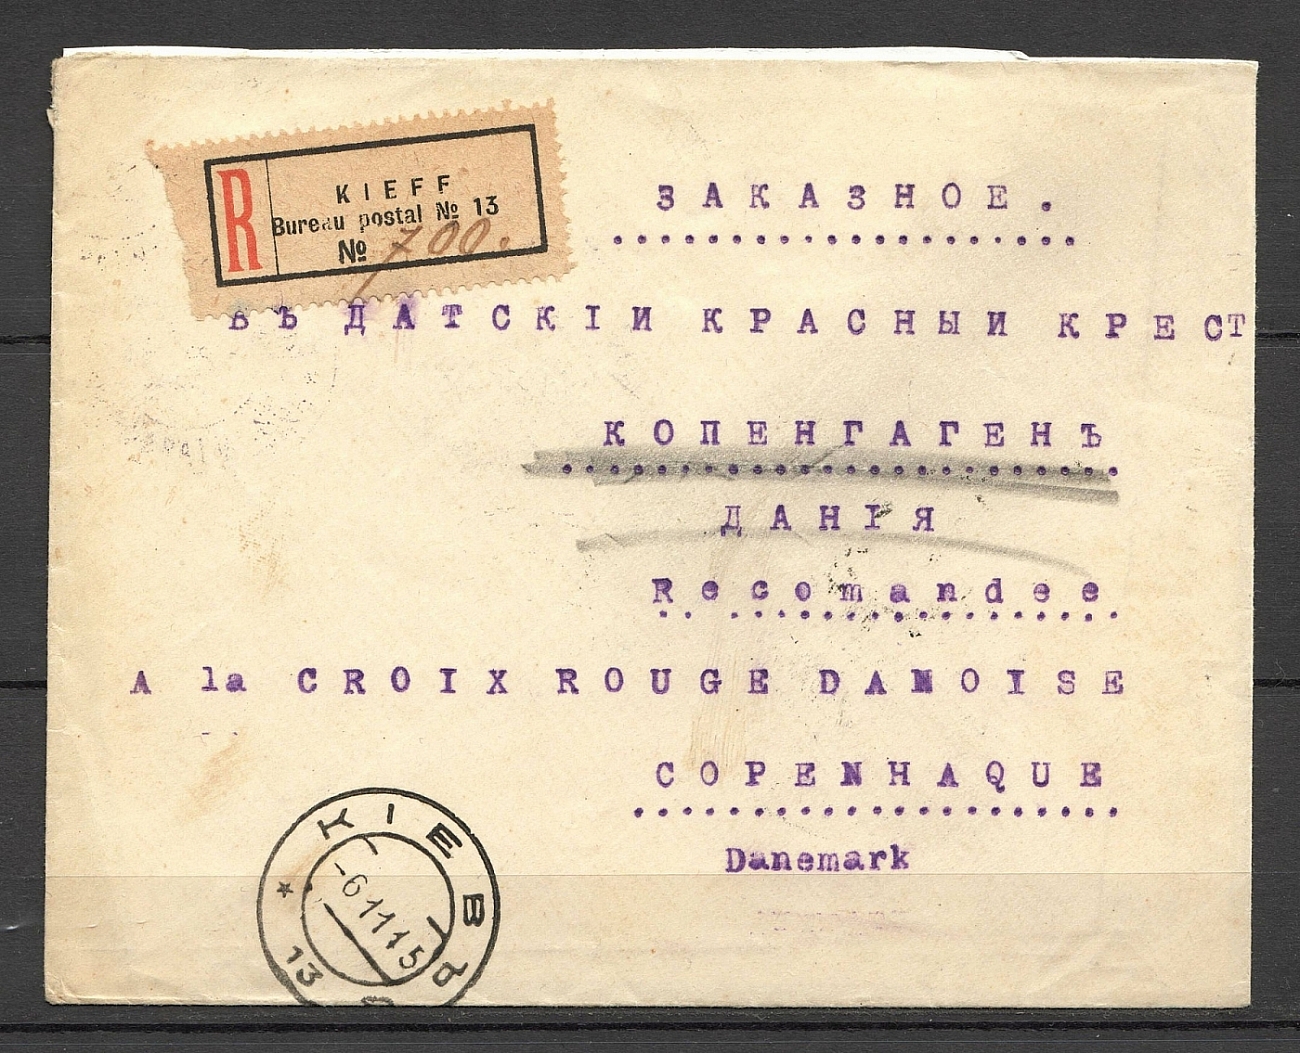 R
KIEFF
Bureau postal № 13
№ 700.
ЗАКАЗНОЕ.
ВЪ ДАТСКІИ КРАСНЫИ КРЕСТ
КОПЕНГАГЕНЪ
ДАНІЯ
Recomandee
A la CROIX ROUGE DANOISE
COPENHAQUE
Danemark
КІЕВЪ
-6.11.15
13